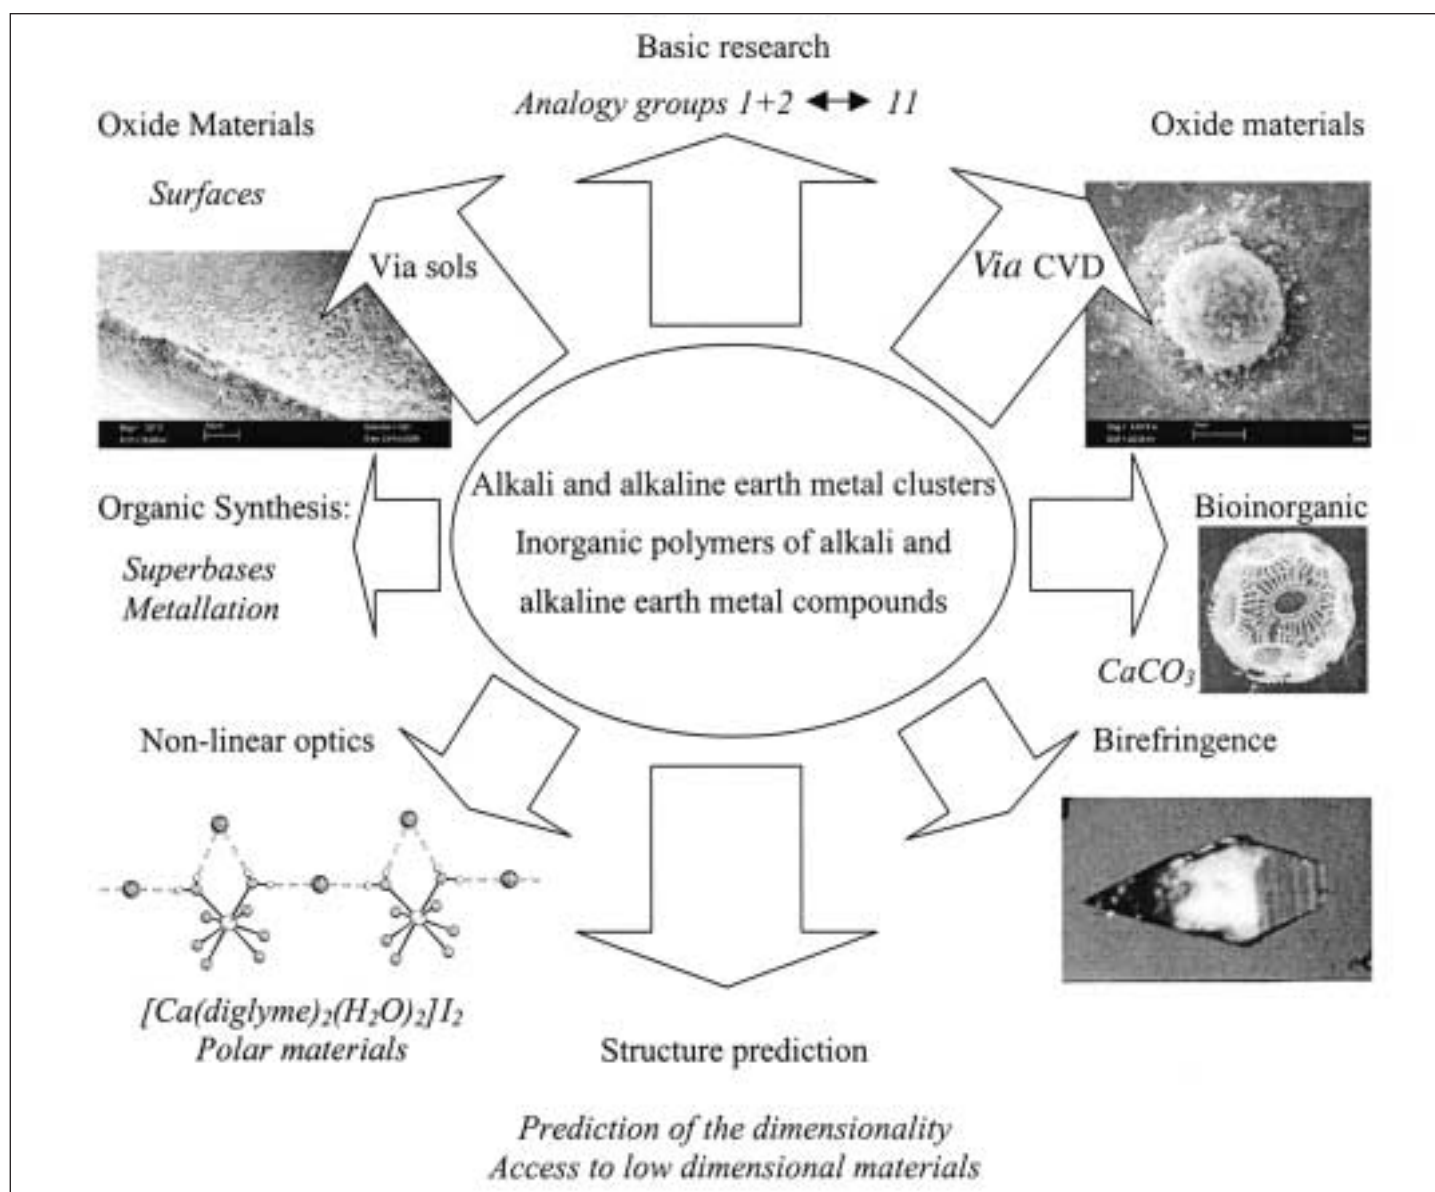 Basic research
Analogy groups 1+2 ◄─► 11
Oxide Materials
Surfaces
Via sols
Oxide materials
Via CVD
Alkali and alkaline earth metal clusters
Inorganic polymers of alkali and
alkaline earth metal compounds
Organic Synthesis:
Superbases
Metallation
Bioinorganic
CaCO₃
Non-linear optics
[Ca(diglyme)₂(H₂O)₂]I₂
Polar materials
Birefringence
Structure prediction
Prediction of the dimensionality
Access to low dimensional materials